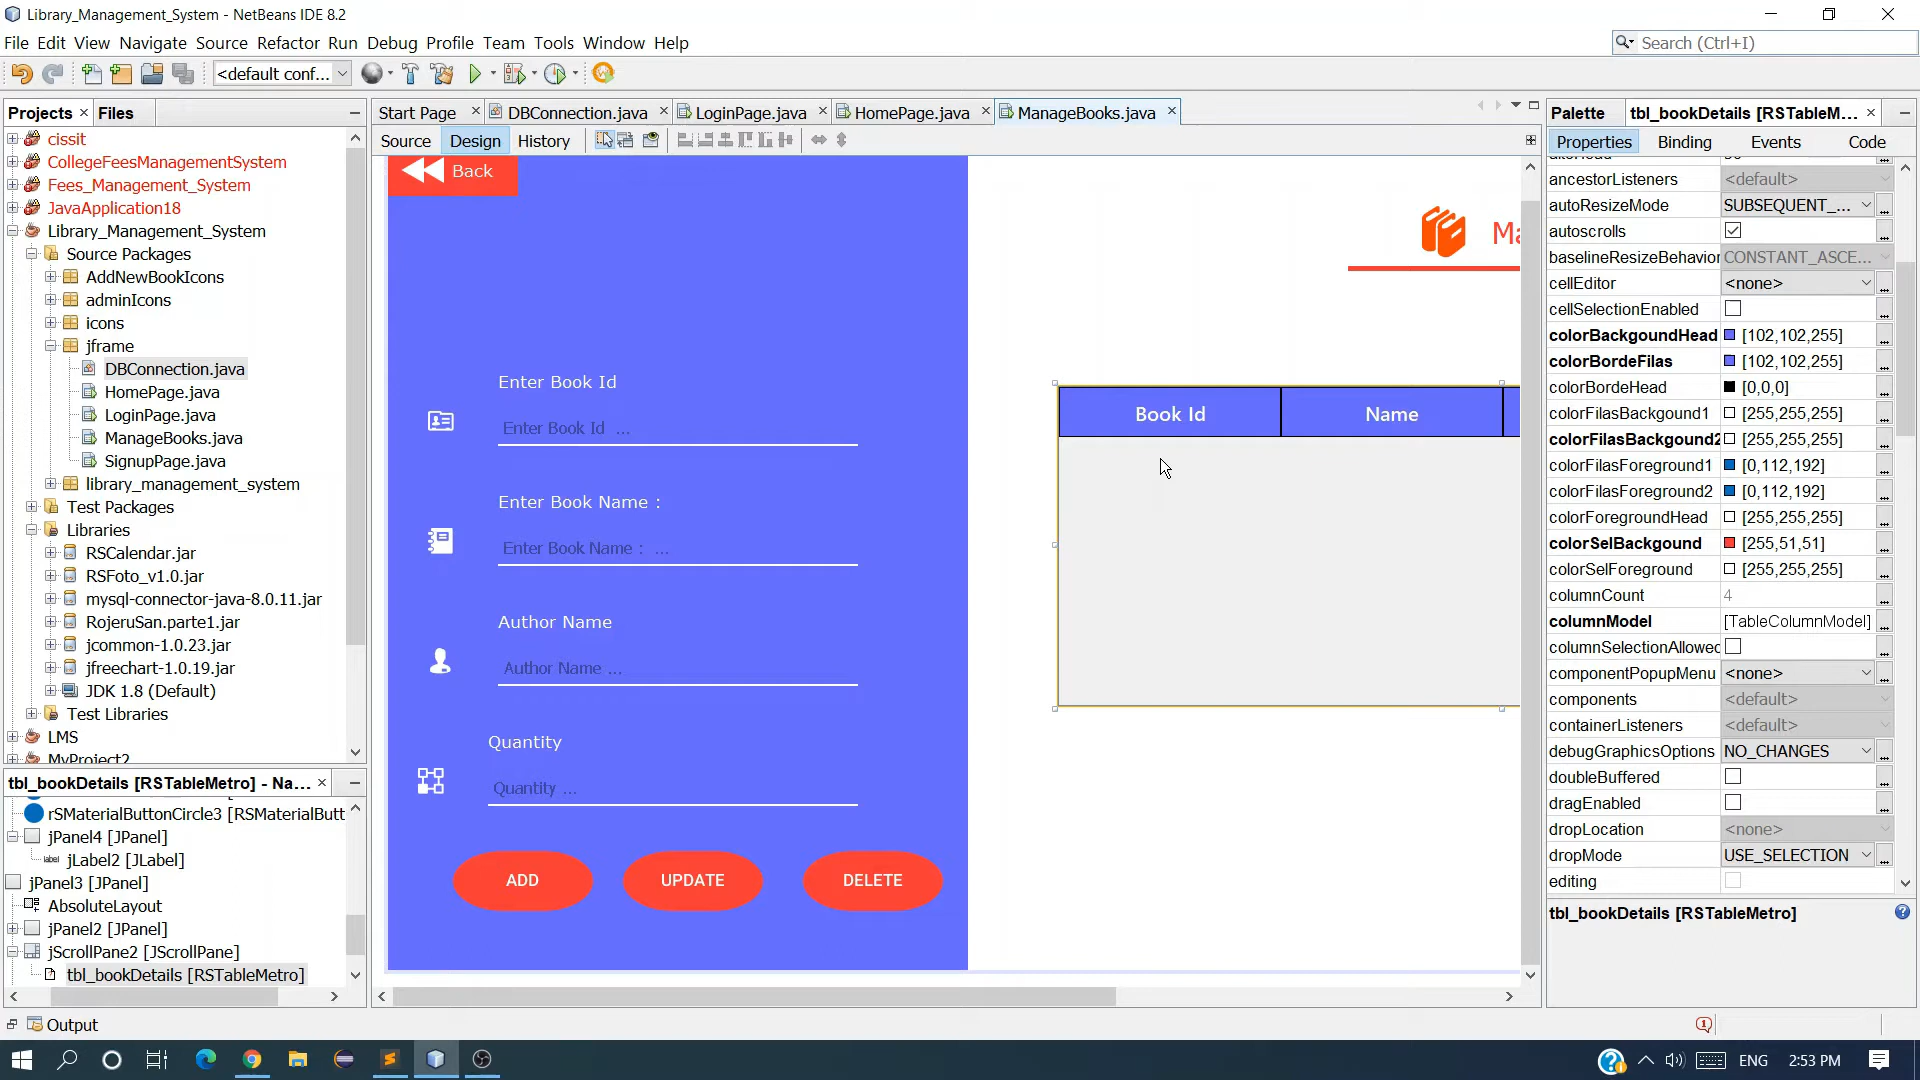 Library_Management_System - NetBeans IDE 8.2
File Edit View Navigate Source Refactor Run Debug Profile Team Tools Window Help
Search (Ctrl+I)
<default conf...
Projects Files
cissit
CollegeFeesManagementSystem
Fees_Management_System
JavaApplication18
Library_Management_System
Source Packages
AddNewBookIcons
adminIcons
icons
jframe
DBConnection.java
HomePage.java
LoginPage.java
ManageBooks.java
SignupPage.java
library_management_system
Test Packages
Libraries
RSCalendar.jar
RSFoto_v1.0.jar
mysql-connector-java-8.0.11.jar
RojeruSan.parte1.jar
jcommon-1.0.23.jar
jfreechart-1.0.19.jar
JDK 1.8 (Default)
Test Libraries
LMS
MyProject2
tbl_bookDetails [RSTableMetro] - Na...
rSMaterialButtonCircle3 [RSMaterialButt
jPanel4 [JPanel]
label jLabel2 [JLabel]
jPanel3 [JPanel]
AbsoluteLayout
jPanel2 [JPanel]
jScrollPane2 [JScrollPane]
tbl_bookDetails [RSTableMetro]
Start Page DBConnection.java LoginPage.java HomePage.java ManageBooks.java
Source Design History
Back
Enter Book Id
Enter Book Id ...
Enter Book Name :
Enter Book Name : ...
Author Name
Author Name ...
Quantity
Quantity ...
ADD UPDATE DELETE
Ma
Book Id Name
Palette tbl_bookDetails [RSTableM...
Properties Binding Events Code
ancestorListeners <default>
autoResizeMode SUBSEQUENT_...
autoscrolls
baselineResizeBehavior CONSTANT_ASCE...
cellEditor <none>
cellSelectionEnabled
colorBackgoundHead [102,102,255]
colorBordeFilas [102,102,255]
colorBordeHead [0,0,0]
colorFilasBackgound1 [255,255,255]
colorFilasBackgound2 [255,255,255]
colorFilasForeground1 [0,112,192]
colorFilasForeground2 [0,112,192]
colorForegroundHead [255,255,255]
colorSelBackgound [255,51,51]
colorSelForeground [255,255,255]
columnCount 4
columnModel [TableColumnModel]
columnSelectionAllowed
componentPopupMenu <none>
components <default>
containerListeners <default>
debugGraphicsOptions NO_CHANGES
doubleBuffered
dragEnabled
dropLocation <none>
dropMode USE_SELECTION
editing
tbl_bookDetails [RSTableMetro]
Output
ENG 2:53 PM